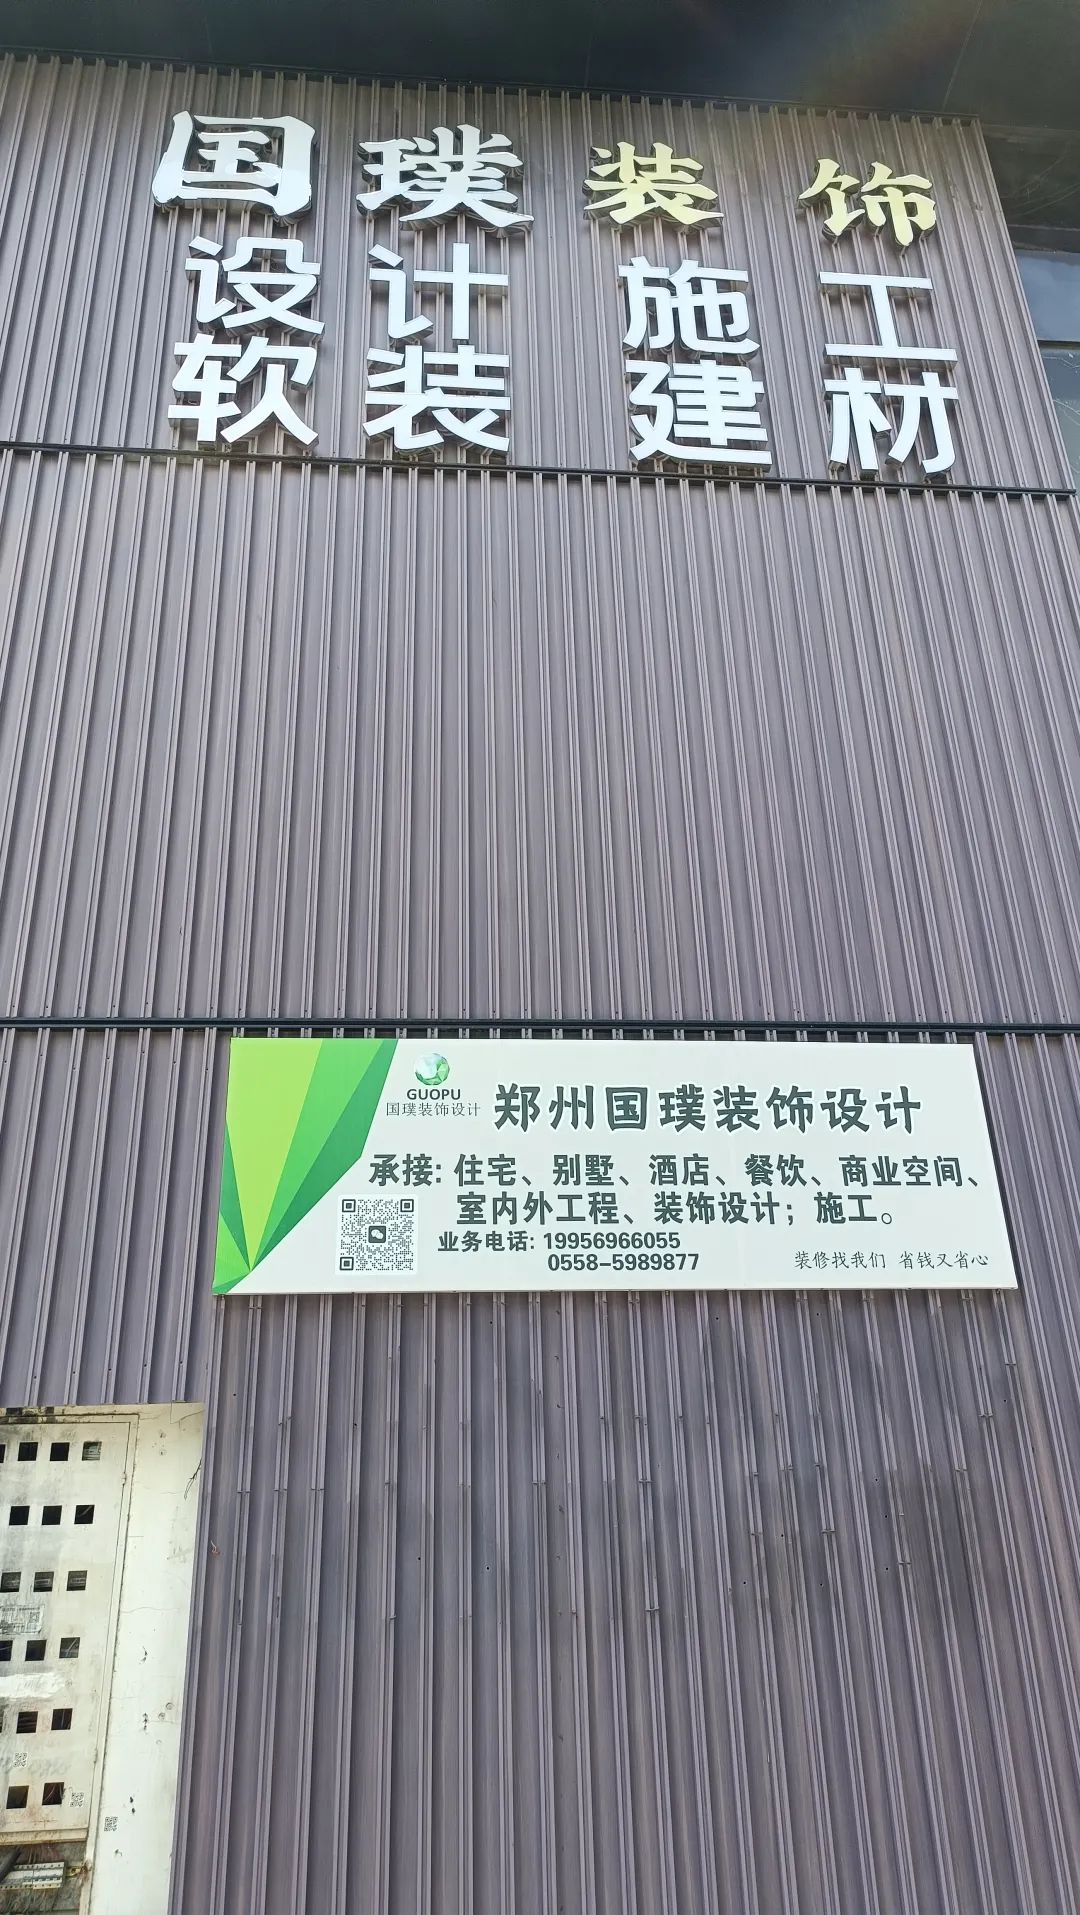 国璞装饰
设计施工
软装建材
GUOPU
国璞装饰设计
郑州国璞装饰设计
承接: 住宅、别墅、酒店、餐饮、商业空间、
室内外工程、装饰设计；施工。
业务电话: 19956966055
0558-5989877
装修找我们 省钱又省心